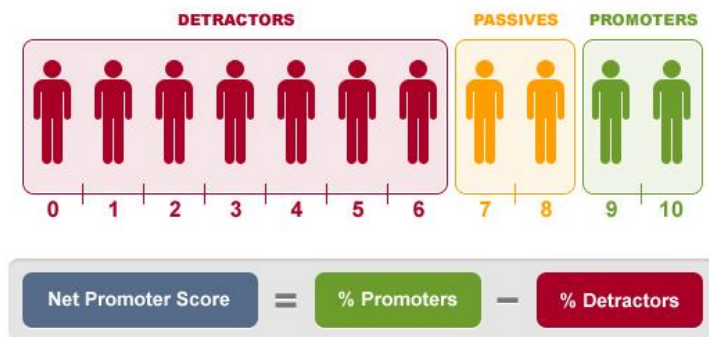 DETRACTORS PASSIVES PROMOTERS
0 1 2 3 4 5 6 7 8 9 10
Net Promoter Score = % Promoters − % Detractors